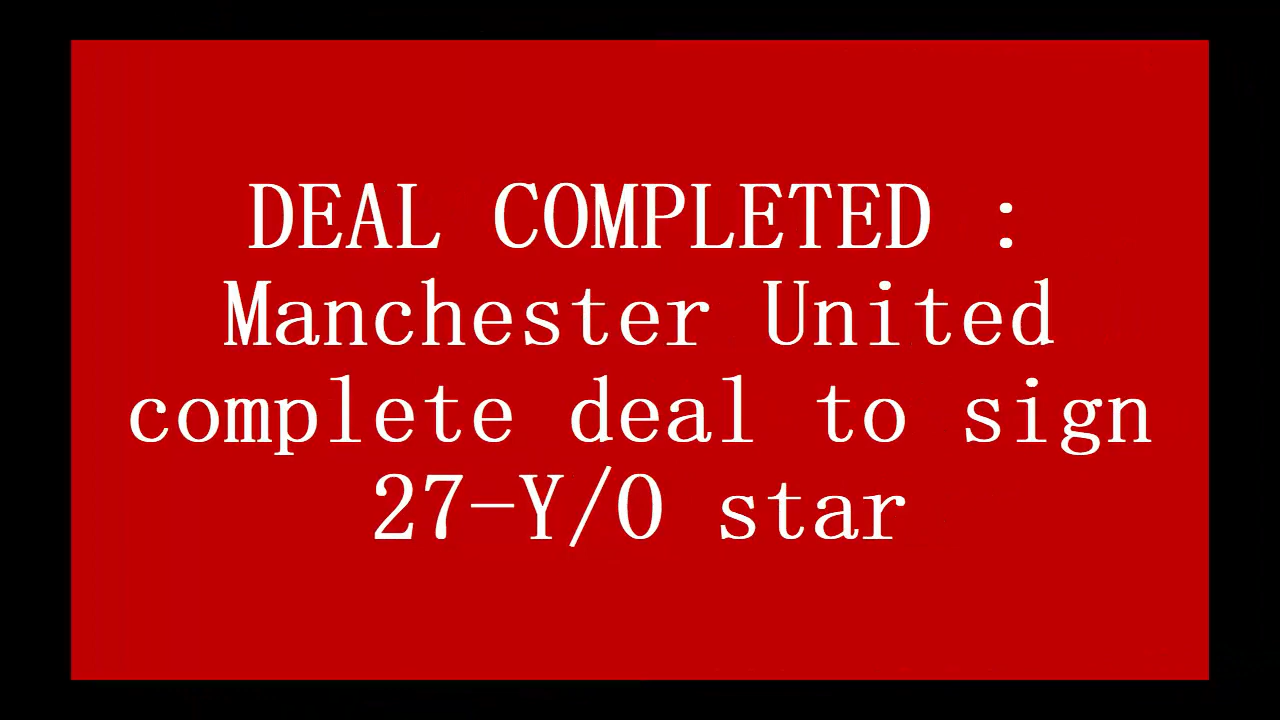 DEAL COMPLETED :
Manchester United
complete deal to sign
27-Y/O star